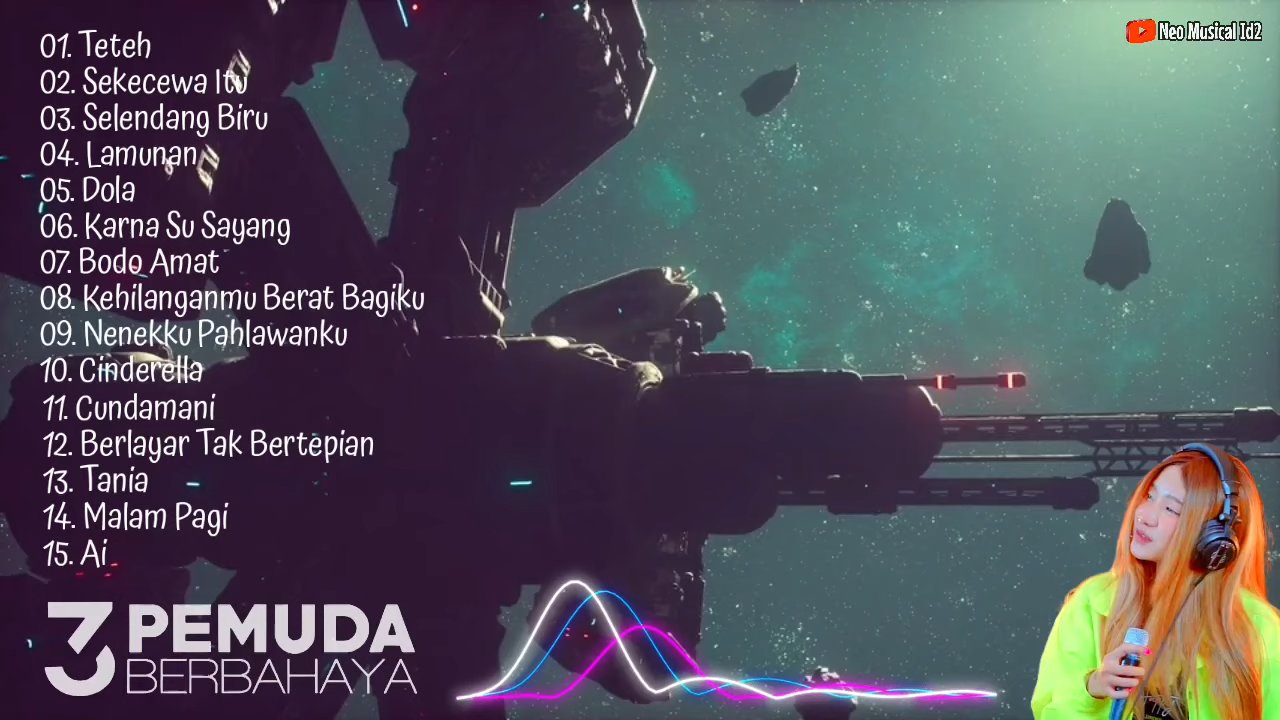 01. Teteh
02. Sekecewa Itu
03. Selendang Biru
04. Lamunan
05. Dola
06. Karna Su Sayang
07. Bodo Amat
08. Kehilanganmu Berat Bagiku
09. Nenekku Pahlawanku
10. Cinderella
11. Cundamani
12. Berlayar Tak Bertepian
13. Tania
14. Malam Pagi
15. Ai
3 PEMUDA
BERBAHAYA
Neo Musical Id2